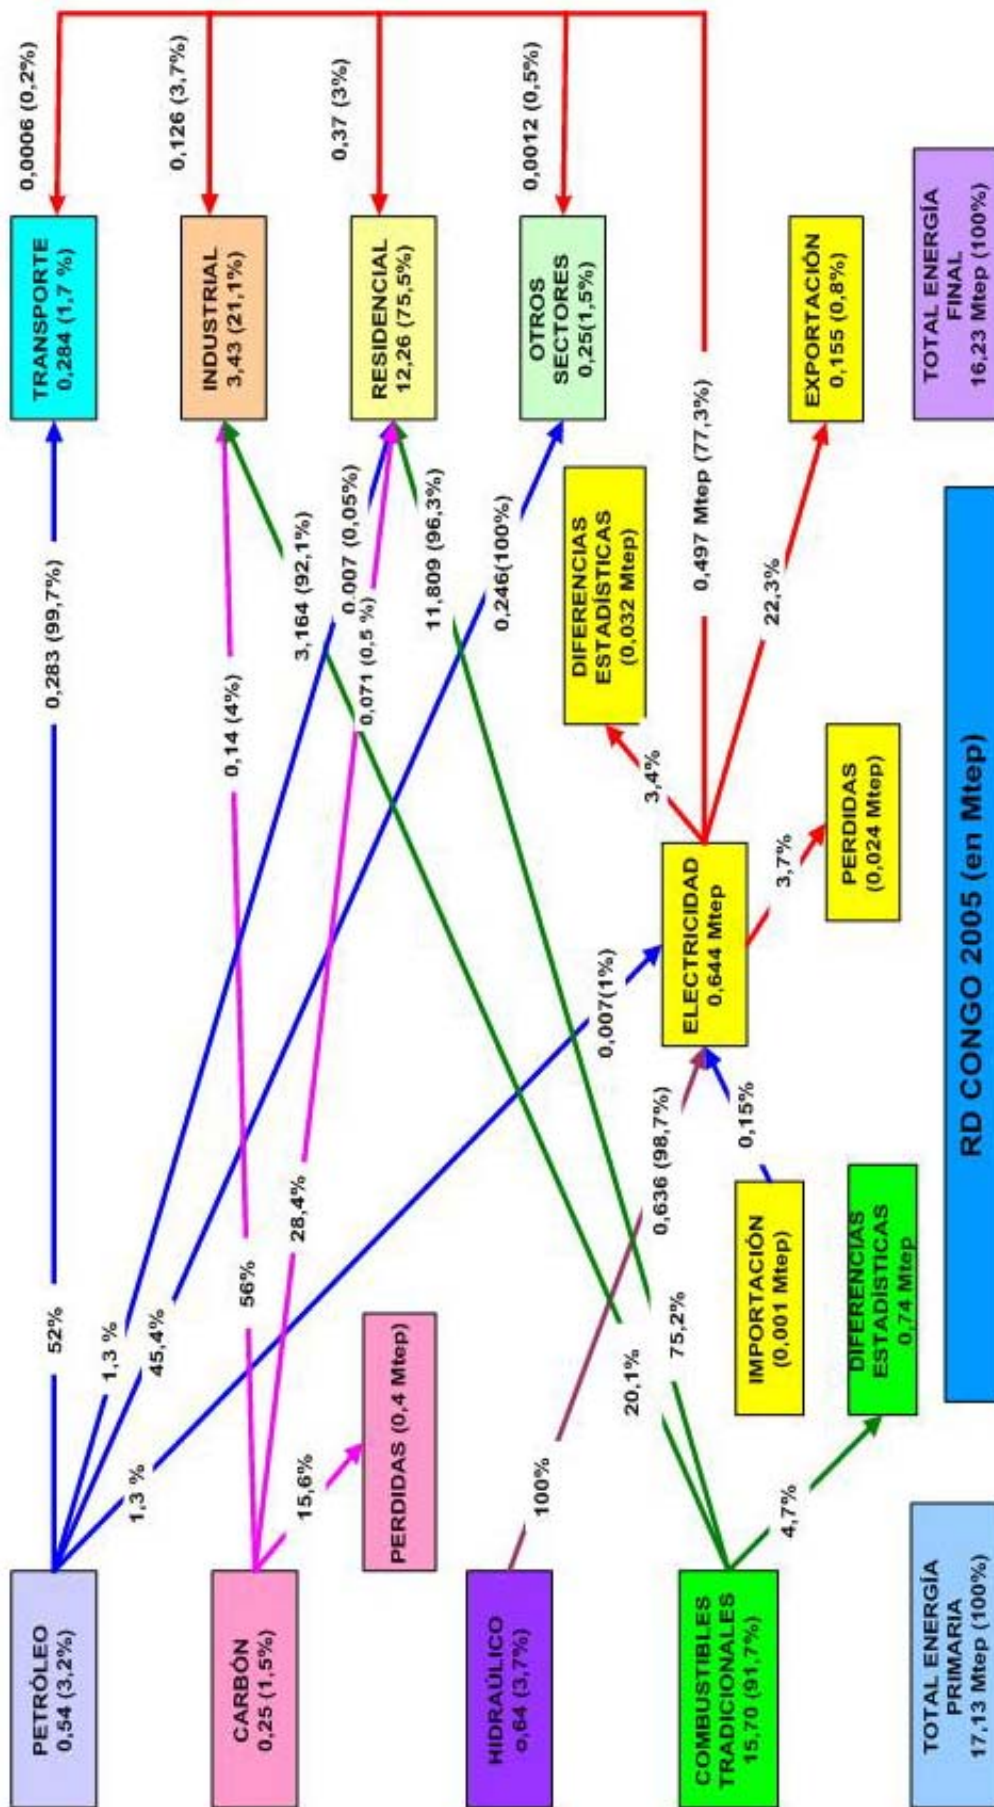 PETRÓLEO
0,54 (3,2%)
CARBÓN
0,25 (1,5%)
HIDRAÚLICO
o,64 (3,7%)
COMBUSTIBLES
TRADICIONALES
15,70 (91,7%)
TOTAL ENERGÍA
PRIMARIA
17,13 Mtep (100%)
52%
1,3 %
45,4%
1,3 %
56%
28,4%
15,6%
PERDIDAS (0,4 Mtep)
100%
20,1%
75,2%
4,7%
IMPORTACIÓN
(0,001 Mtep)
DIFERENCIAS
ESTADÍSTICAS
0,74 Mtep
0,636 (98,7%)
0,15%
0,007(1%)
ELECTRICIDAD
0,644 Mtep
3,4%
3,7%
DIFERENCIAS
ESTADÍSTICAS
(0,032 Mtep)
PERDIDAS
(0,024 Mtep)
0,283 (99,7%)
0,14 (4%)
3,164 (92,1%)
0,007 (0,05%)
0,071 (0,5 %)
11,809 (96,3%)
0,246(100%)
0,497 Mtep (77,3%)
22,3%
TRANSPORTE
0,284 (1,7 %)
INDUSTRIAL
3,43 (21,1%)
RESIDENCIAL
12,26 (75,5%)
OTROS
SECTORES
0,25(1,5%)
EXPORTACIÓN
0,155 (0,8%)
TOTAL ENERGÍA
FINAL
16,23 Mtep (100%)
0,0006 (0,2%)
0,126 (3,7%)
0,37 (3%)
0,0012 (0,5%)
RD CONGO 2005 (en Mtep)